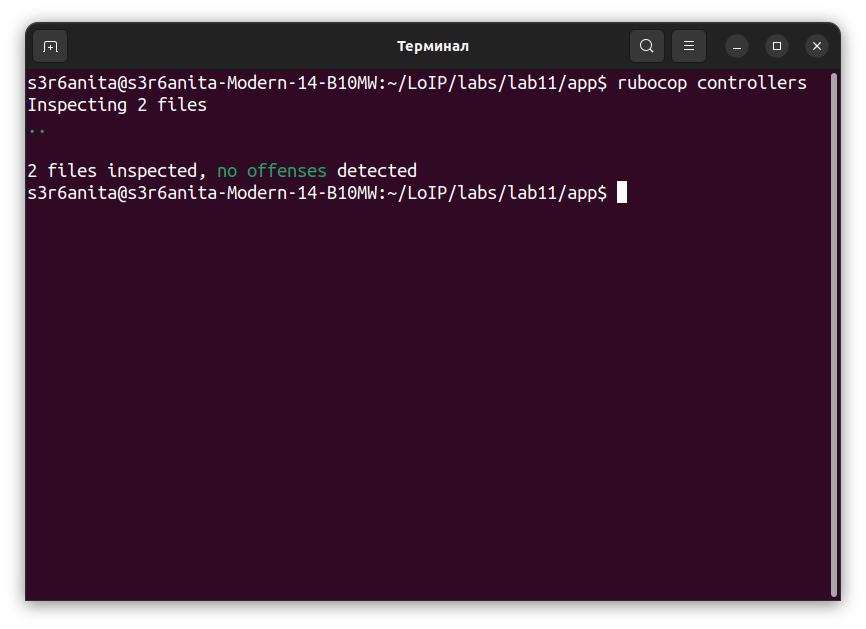 Терминал
s3r6anita@s3r6anita-Modern-14-B10MW:~/LoIP/labs/lab11/app$ rubocop controllers
Inspecting 2 files
..
2 files inspected, no offenses detected
s3r6anita@s3r6anita-Modern-14-B10MW:~/LoIP/labs/lab11/app$